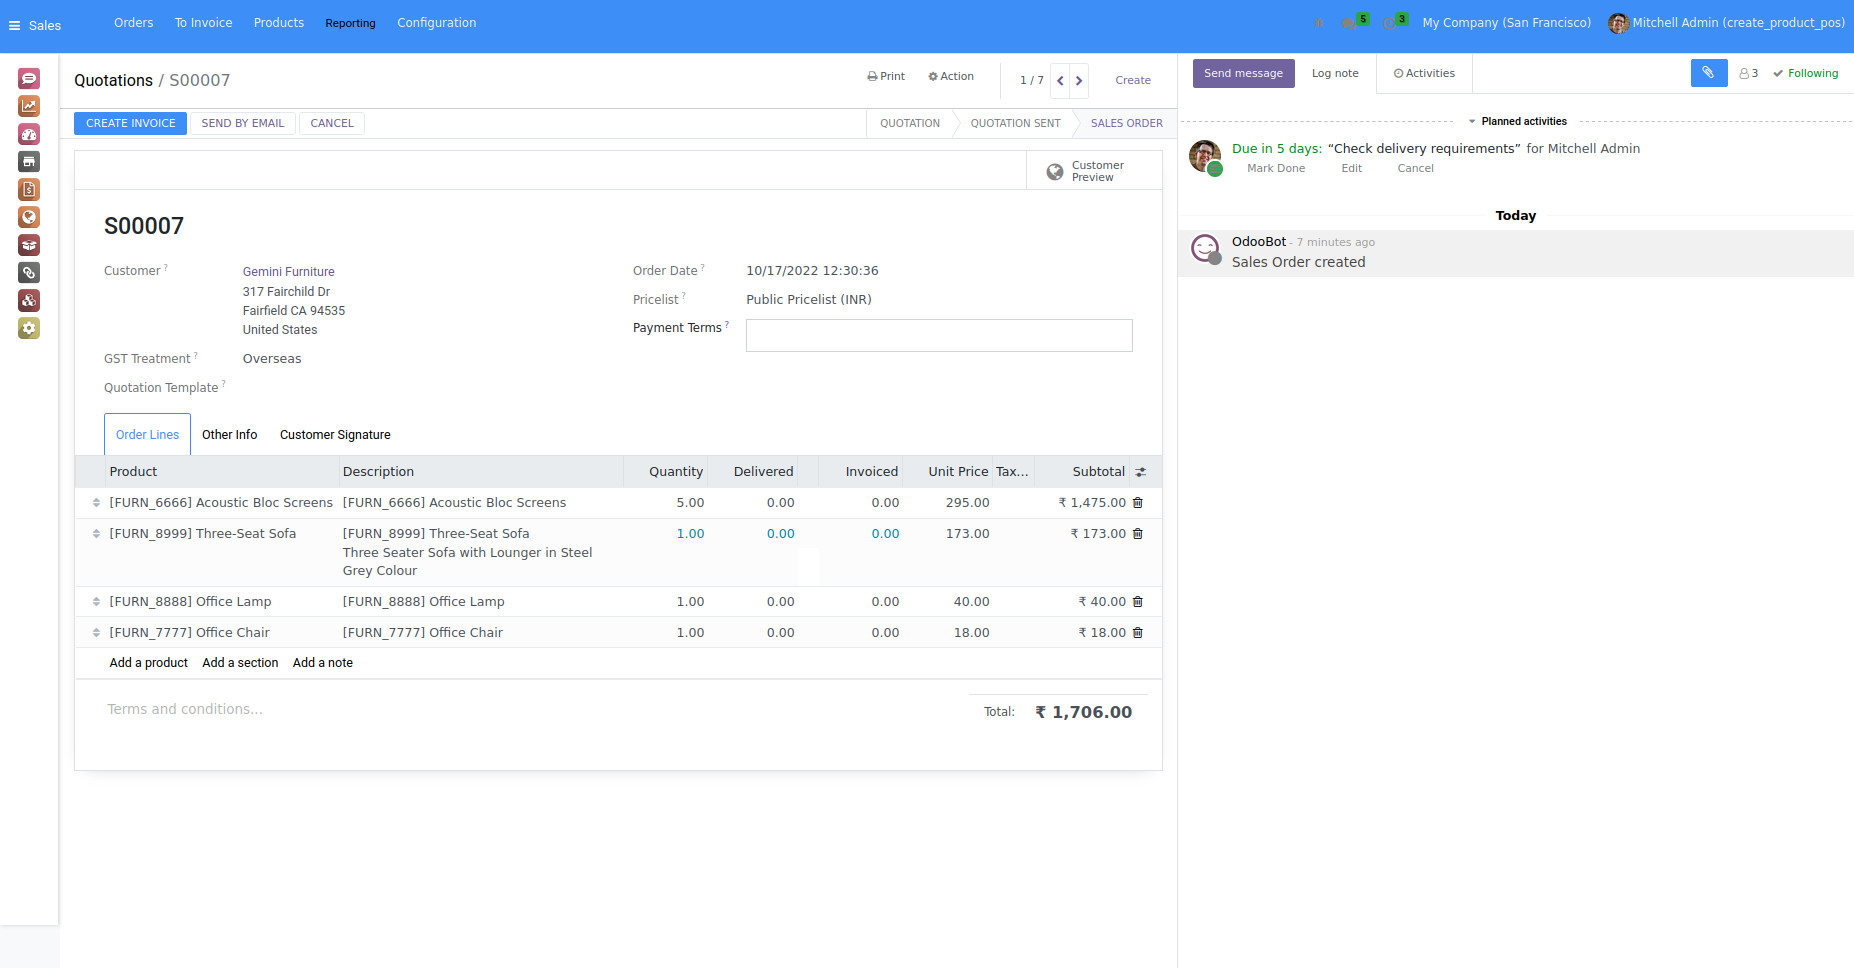 Sales Orders To Invoice Products Reporting Configuration 5 3 My Company (San Francisco) Mitchell Admin (create_product_pos)
Quotations / S00007 Print Action 1 / 7 Create
CREATE INVOICE SEND BY EMAIL CANCEL QUOTATION QUOTATION SENT SALES ORDER
Customer
Preview
S00007
Customer ? Gemini Furniture
317 Fairchild Dr
Fairfield CA 94535
United States
GST Treatment ? Overseas
Quotation Template ?
Order Date ? 10/17/2022 12:30:36
Pricelist ? Public Pricelist (INR)
Payment Terms ?
Order Lines Other Info Customer Signature
Product Description Quantity Delivered Invoiced Unit Price Tax... Subtotal
[FURN_6666] Acoustic Bloc Screens [FURN_6666] Acoustic Bloc Screens 5.00 0.00 0.00 295.00 ₹ 1,475.00
[FURN_8999] Three-Seat Sofa [FURN_8999] Three-Seat Sofa 1.00 0.00 0.00 173.00 ₹ 173.00
Three Seater Sofa with Lounger in Steel
Grey Colour
[FURN_8888] Office Lamp [FURN_8888] Office Lamp 1.00 0.00 0.00 40.00 ₹ 40.00
[FURN_7777] Office Chair [FURN_7777] Office Chair 1.00 0.00 0.00 18.00 ₹ 18.00
Add a product Add a section Add a note
Terms and conditions...
Total: ₹ 1,706.00
Send message Log note Activities 3 Following
Planned activities
Due in 5 days: “Check delivery requirements” for Mitchell Admin
Mark Done Edit Cancel
Today
OdooBot - 7 minutes ago
Sales Order created